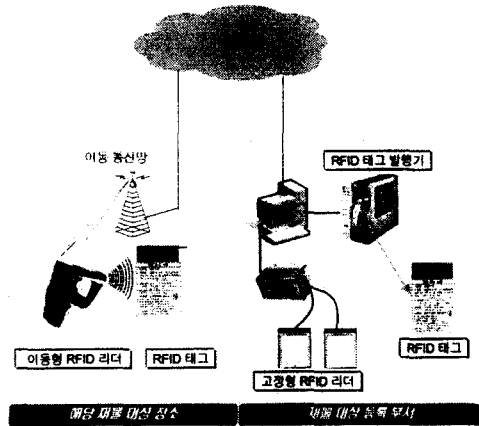 이동 통신망
RFID 태그 발행기
이동형 RFID 리더
RFID 태그
고정형 RFID 리더
RFID 태그
해당 재물 대상 장소
재물 대상 등록 부서